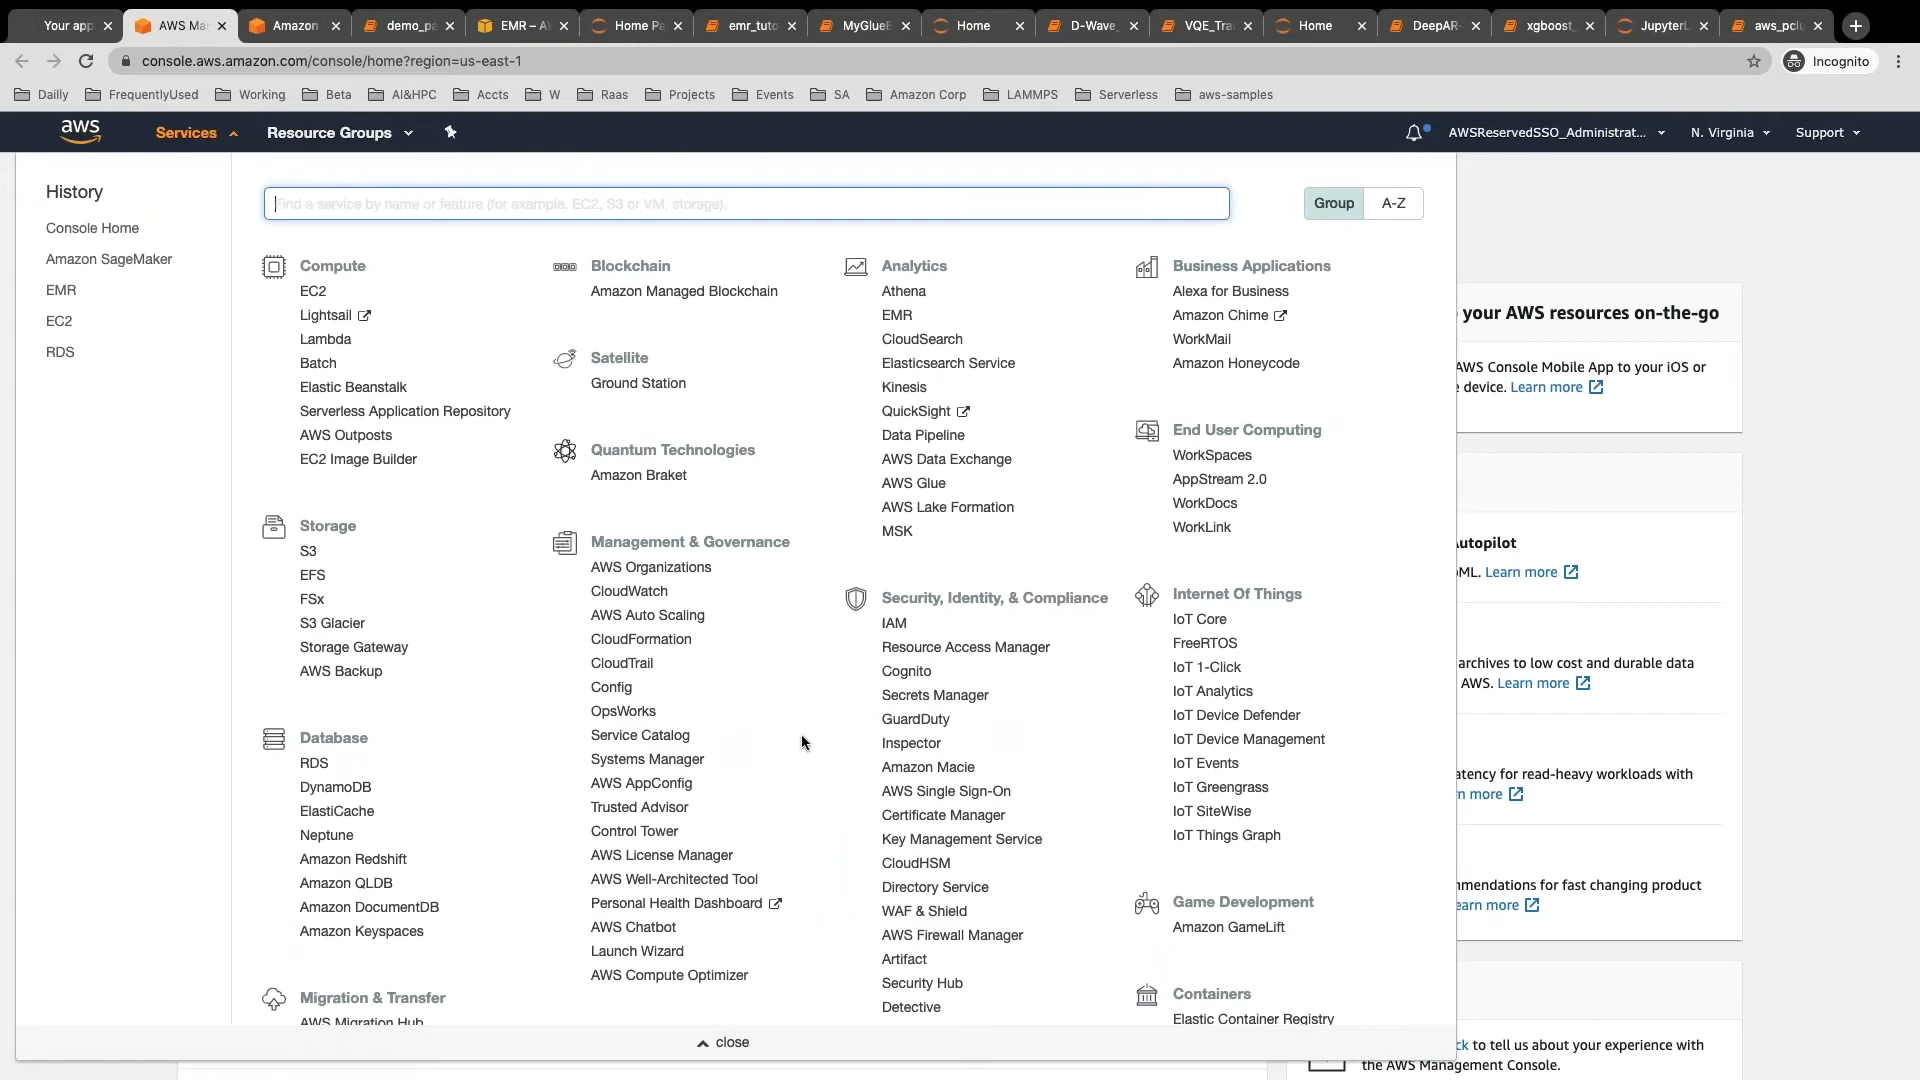 Your app
AWS Ma
Amazon
demo_pa
EMR – A
Home Pa
emr_tuto
MyGlueE
Home
D-Wave_
VQE_Tra
Home
DeepAR-
xgboost_
JupyterL
aws_pclu
console.aws.amazon.com/console/home?region=us-east-1
Incognito
Dailly
FrequentlyUsed
Working
Beta
AI&HPC
Accts
W
Raas
Projects
Events
SA
Amazon Corp
LAMMPS
Serverless
aws-samples
aws
Services
Resource Groups
AWSReservedSSO_Administrat...
N. Virginia
Support
History
Console Home
Amazon SageMaker
EMR
EC2
RDS
Find a service by name or feature (for example, EC2, S3 or VM, storage).
Group
A-Z
Compute
EC2
Lightsail
Lambda
Batch
Elastic Beanstalk
Serverless Application Repository
AWS Outposts
EC2 Image Builder
Storage
S3
EFS
FSx
S3 Glacier
Storage Gateway
AWS Backup
Database
RDS
DynamoDB
ElastiCache
Neptune
Amazon Redshift
Amazon QLDB
Amazon DocumentDB
Amazon Keyspaces
Migration & Transfer
AWS Migration Hub
Blockchain
Amazon Managed Blockchain
Satellite
Ground Station
Quantum Technologies
Amazon Braket
Management & Governance
AWS Organizations
CloudWatch
AWS Auto Scaling
CloudFormation
CloudTrail
Config
OpsWorks
Service Catalog
Systems Manager
AWS AppConfig
Trusted Advisor
Control Tower
AWS License Manager
AWS Well-Architected Tool
Personal Health Dashboard
AWS Chatbot
Launch Wizard
AWS Compute Optimizer
Analytics
Athena
EMR
CloudSearch
Elasticsearch Service
Kinesis
QuickSight
Data Pipeline
AWS Data Exchange
AWS Glue
AWS Lake Formation
MSK
Security, Identity, & Compliance
IAM
Resource Access Manager
Cognito
Secrets Manager
GuardDuty
Inspector
Amazon Macie
AWS Single Sign-On
Certificate Manager
Key Management Service
CloudHSM
Directory Service
WAF & Shield
AWS Firewall Manager
Artifact
Security Hub
Detective
Business Applications
Alexa for Business
Amazon Chime
WorkMail
Amazon Honeycode
End User Computing
WorkSpaces
AppStream 2.0
WorkDocs
WorkLink
Internet Of Things
IoT Core
FreeRTOS
IoT 1-Click
IoT Analytics
IoT Device Defender
IoT Device Management
IoT Events
IoT Greengrass
IoT SiteWise
IoT Things Graph
Game Development
Amazon GameLift
Containers
Elastic Container Registry
close
your AWS resources on-the-go
AWS Console Mobile App to your iOS or
device. Learn more
Autopilot
ML. Learn more
archives to low cost and durable data
AWS. Learn more
atency for read-heavy workloads with
n more
mmendations for fast changing product
earn more
ck to tell us about your experience with
the AWS Management Console.